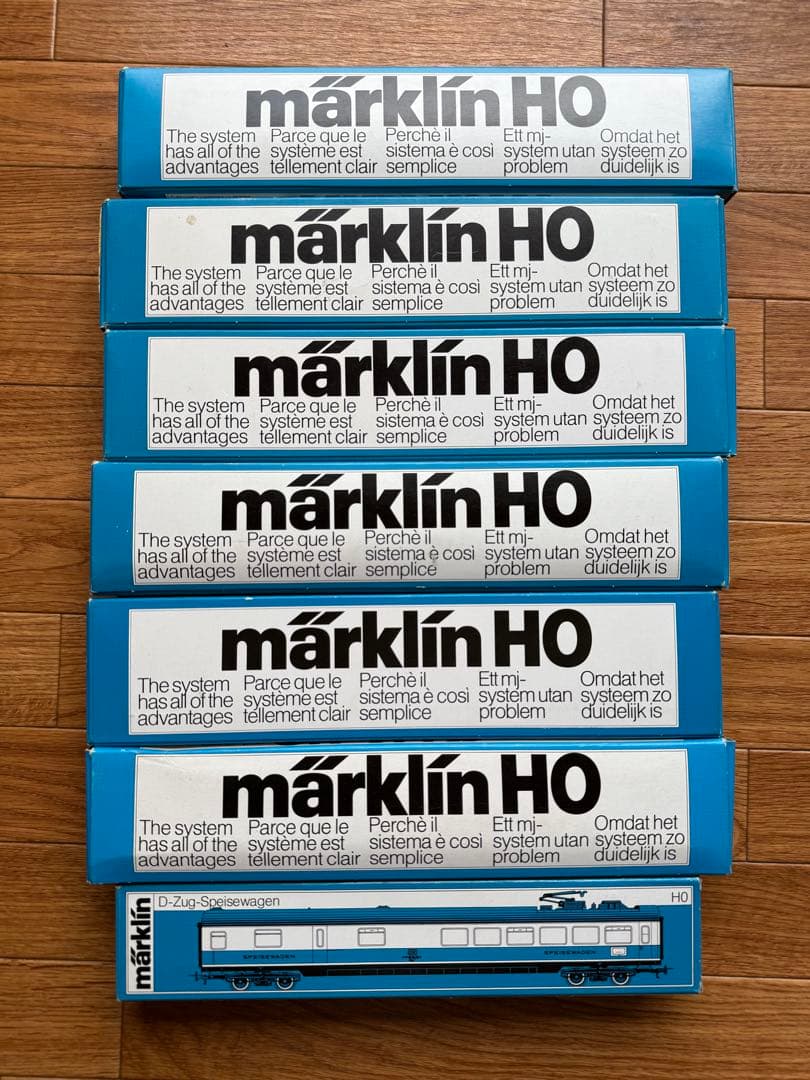 märklin HO
The system Parce que le Perchè il Ett mj- Omdat het
has all of the système est sistema è così system utan systeem zo
advantages tellement clair semplice problem duidelijk is
märklin HO
The system Parce que le Perchè il Ett mj- Omdat het
has all of the système est sistema è così system utan systeem zo
advantages tellement clair semplice problem duidelijk is
märklin HO
The system Parce que le Perchè il Ett mj- Omdat het
has all of the système est sistema è così system utan systeem zo
advantages tellement clair semplice problem duidelijk is
märklin HO
The system Parce que le Perchè il Ett mj- Omdat het
has all of the système est sistema è così system utan systeem zo
advantages tellement clair semplice problem duidelijk is
märklin HO
The system Parce que le Perchè il Ett mj- Omdat het
has all of the système est sistema è così system utan systeem zo
advantages tellement clair semplice problem duidelijk is
märklin HO
The system Parce que le Perchè il Ett mj- Omdat het
has all of the système est sistema è così system utan systeem zo
advantages tellement clair semplice problem duidelijk is
märklin
D-Zug-Speisewagen H0
SPEISEWAGEN SPEISEWAGEN